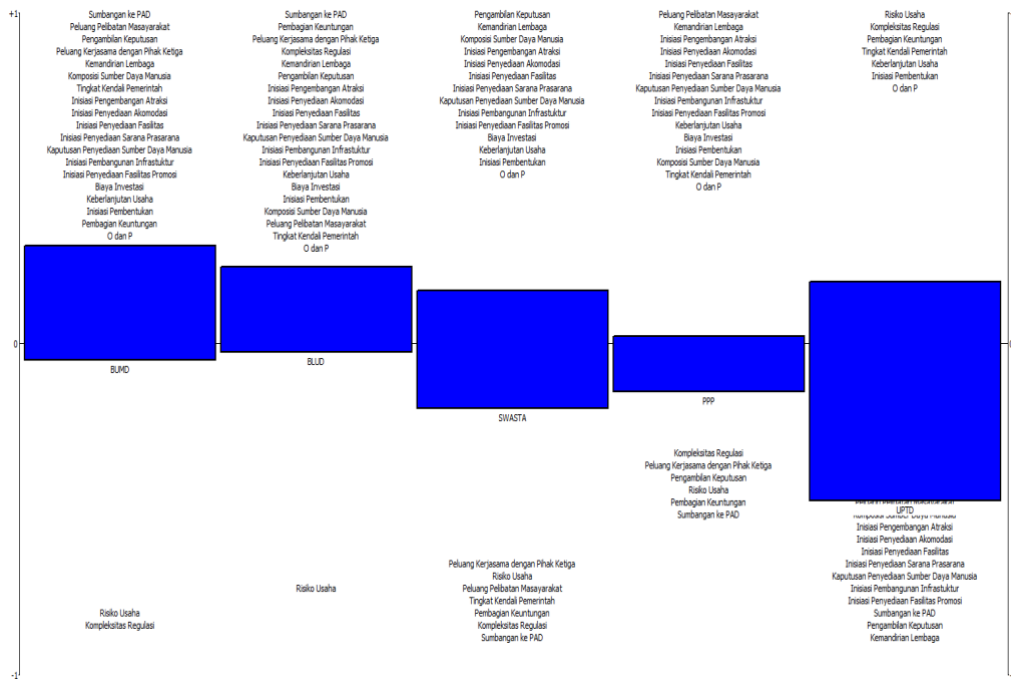 +1
Sumbangan ke PAD
Peluang Pelibatan Masayarakat
Pengambilan Keputusan
Peluang Kerjasama dengan Pihak Ketiga
Kemandirian Lembaga
Komposisi Sumber Daya Manusia
Tingkat Kendali Pemerintah
Inisiasi Pengembangan Atraksi
Inisiasi Penyediaan Akomodasi
Inisiasi Penyediaan Fasilitas
Inisiasi Penyediaan Sarana Prasarana
Kaputusan Penyediaan Sumber Daya Manusia
Inisiasi Pembangunan Infrastuktur
Inisiasi Penyediaan Fasilitas Promosi
Biaya Investasi
Keberlanjutan Usaha
Inisiasi Pembentukan
Pembagian Keuntungan
O dan P
0
BUMD
Risiko Usaha
Kompleksitas Regulasi
-1
Sumbangan ke PAD
Pembagian Keuntungan
Peluang Kerjasama dengan Pihak Ketiga
Kompleksitas Regulasi
Kemandirian Lembaga
Pengambilan Keputusan
Inisiasi Pengembangan Atraksi
Inisiasi Penyediaan Akomodasi
Inisiasi Penyediaan Fasilitas
Inisiasi Penyediaan Sarana Prasarana
Kaputusan Penyediaan Sumber Daya Manusia
Inisiasi Pembangunan Infrastuktur
Inisiasi Penyediaan Fasilitas Promosi
Keberlanjutan Usaha
Biaya Investasi
Inisiasi Pembentukan
Komposisi Sumber Daya Manusia
Peluang Pelibatan Masayarakat
Tingkat Kendali Pemerintah
O dan P
BLUD
Risiko Usaha
Pengambilan Keputusan
Kemandirian Lembaga
Komposisi Sumber Daya Manusia
Inisiasi Pengembangan Atraksi
Inisiasi Penyediaan Akomodasi
Inisiasi Penyediaan Fasilitas
Inisiasi Penyediaan Sarana Prasarana
Kaputusan Penyediaan Sumber Daya Manusia
Inisiasi Pembangunan Infrastuktur
Inisiasi Penyediaan Fasilitas Promosi
Biaya Investasi
Keberlanjutan Usaha
Inisiasi Pembentukan
O dan P
SWASTA
Peluang Kerjasama dengan Pihak Ketiga
Risiko Usaha
Peluang Pelibatan Masayarakat
Tingkat Kendali Pemerintah
Pembagian Keuntungan
Kompleksitas Regulasi
Sumbangan ke PAD
Peluang Pelibatan Masayarakat
Kemandirian Lembaga
Inisiasi Pengembangan Atraksi
Inisiasi Penyediaan Akomodasi
Inisiasi Penyediaan Fasilitas
Inisiasi Penyediaan Sarana Prasarana
Kaputusan Penyediaan Sumber Daya Manusia
Inisiasi Pembangunan Infrastuktur
Inisiasi Penyediaan Fasilitas Promosi
Keberlanjutan Usaha
Biaya Investasi
Inisiasi Pembentukan
Komposisi Sumber Daya Manusia
Tingkat Kendali Pemerintah
O dan P
PPP
Kompleksitas Regulasi
Peluang Kerjasama dengan Pihak Ketiga
Pengambilan Keputusan
Risiko Usaha
Pembagian Keuntungan
Sumbangan ke PAD
Risiko Usaha
Kompleksitas Regulasi
Pembagian Keuntungan
Tingkat Kendali Pemerintah
Keberlanjutan Usaha
Inisiasi Pembentukan
O dan P
UPTD
Inisiasi Pengembangan Atraksi
Inisiasi Penyediaan Akomodasi
Inisiasi Penyediaan Fasilitas
Inisiasi Penyediaan Sarana Prasarana
Kaputusan Penyediaan Sumber Daya Manusia
Inisiasi Pembangunan Infrastuktur
Inisiasi Penyediaan Fasilitas Promosi
Sumbangan ke PAD
Pengambilan Keputusan
Kemandirian Lembaga